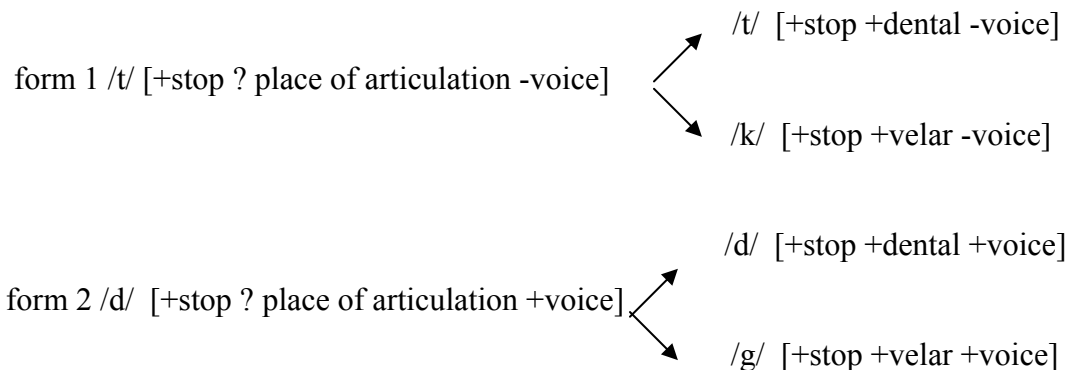 /t/ [+stop +dental -voice]
form 1 /t/ [+stop ? place of articulation -voice]
/k/ [+stop +velar -voice]
/d/ [+stop +dental +voice]
form 2 /d/ [+stop ? place of articulation +voice]
/g/ [+stop +velar +voice]